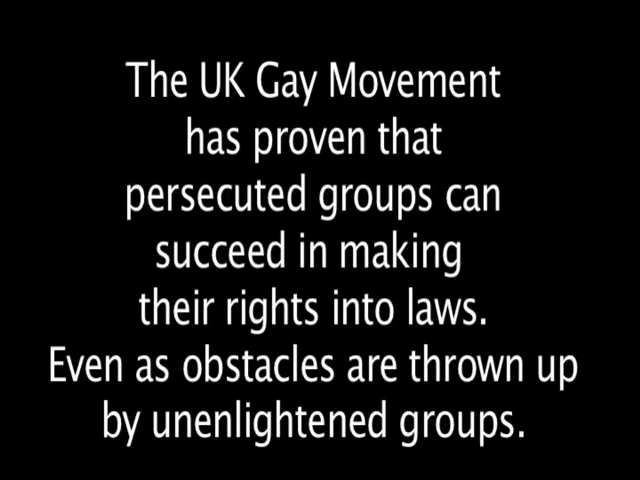 The UK Gay Movement
has proven that
persecuted groups can
succeed in making
their rights into laws.
Even as obstacles are thrown up
by unenlightened groups.